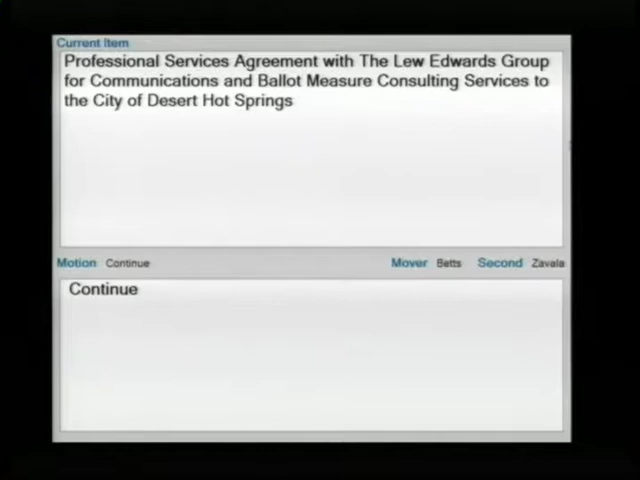 Current Item
Professional Services Agreement with The Lew Edwards Group
for Communications and Ballot Measure Consulting Services to
the City of Desert Hot Springs
Motion Continue Mover Betts Second Zavala
Continue